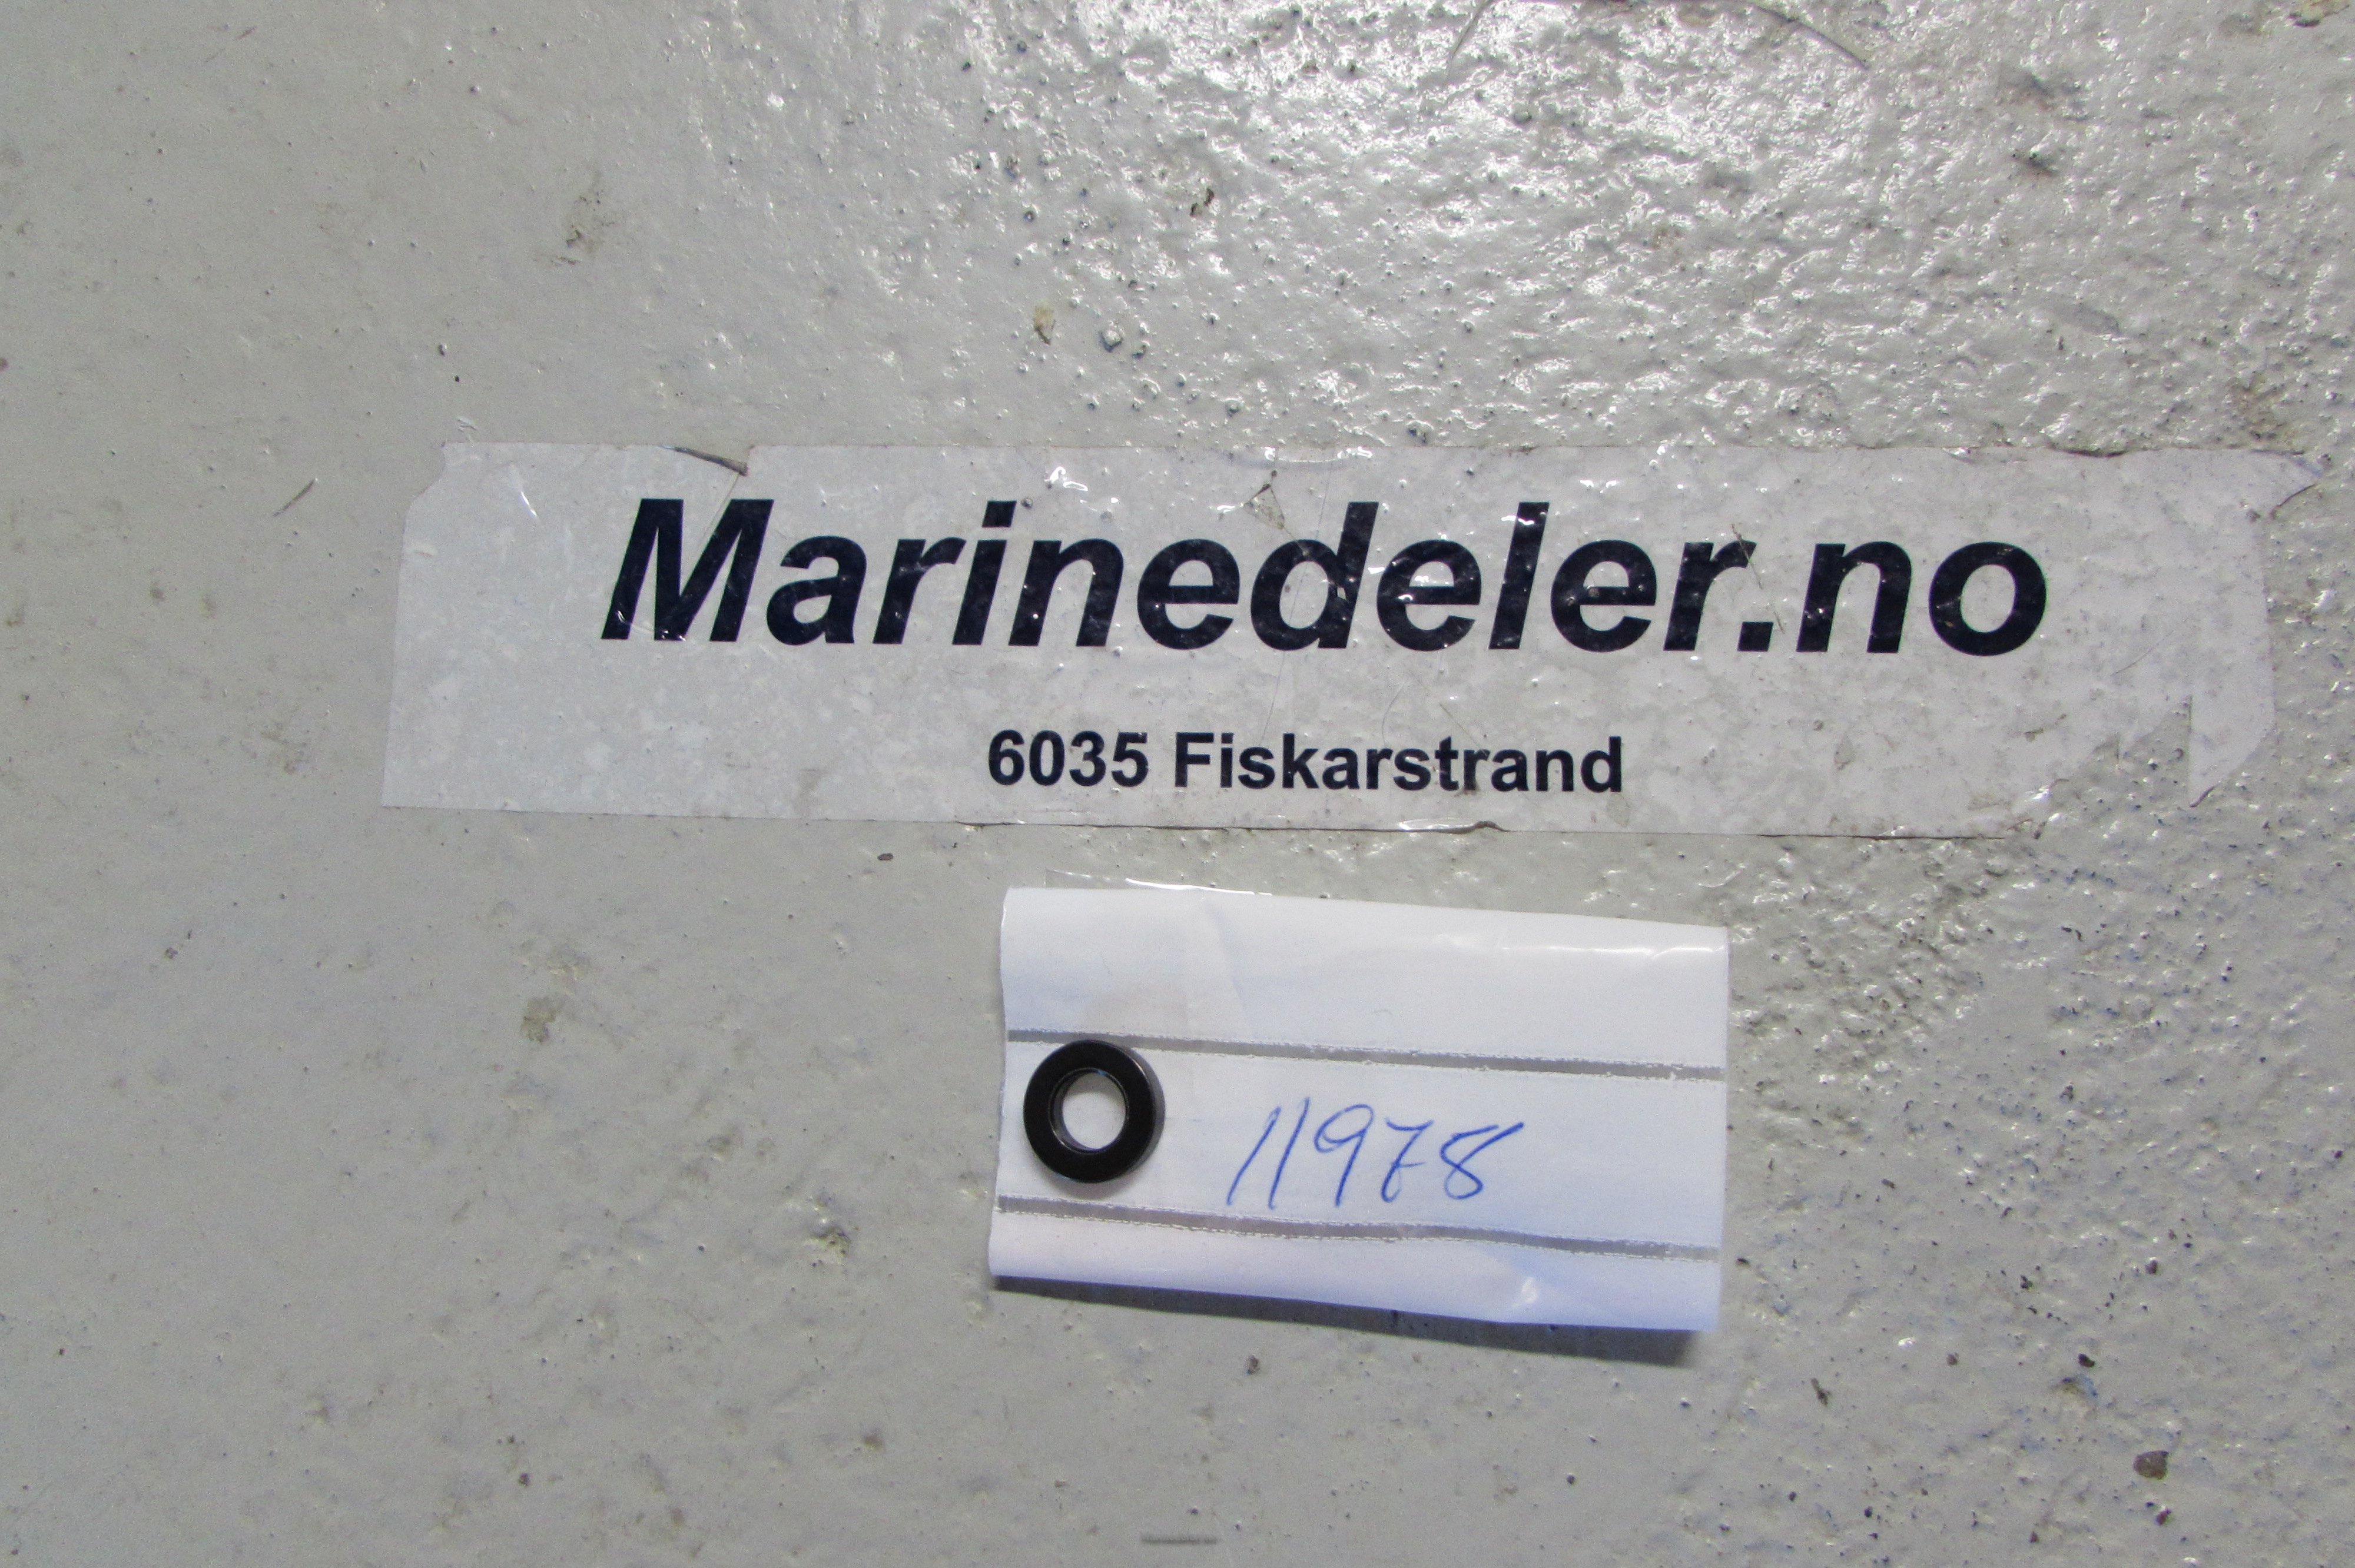 Marinedeler.no
6035 Fiskarstrand
11978